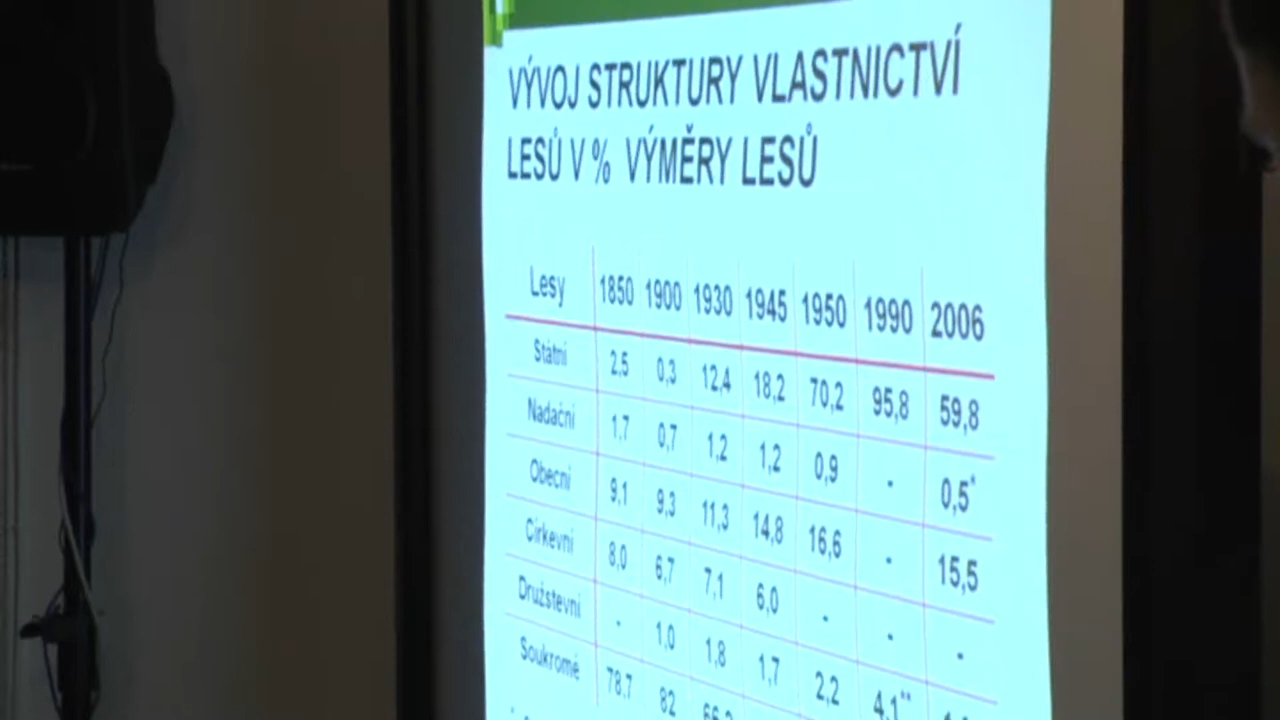 VÝVOJ STRUKTURY VLASTNICTVÍ
LESŮ V % VÝMĚRY LESŮ
Lesy 1850 1900 1930 1945 1950 1990 2006
Státní 2,5 0,3 12,4 18,2 70,2 95,8 59,8
Nadační 1,7 0,7 1,2 1,2 0,9 - 0,5*
Obecní 9,1 9,3 11,3 14,8 16,6 - 15,5
Církevní 8,0 6,7 7,1 6,0 - - -
Družstevní - 1,0 1,8 1,7 2,2 4,1**
Soukromé 78,7 82